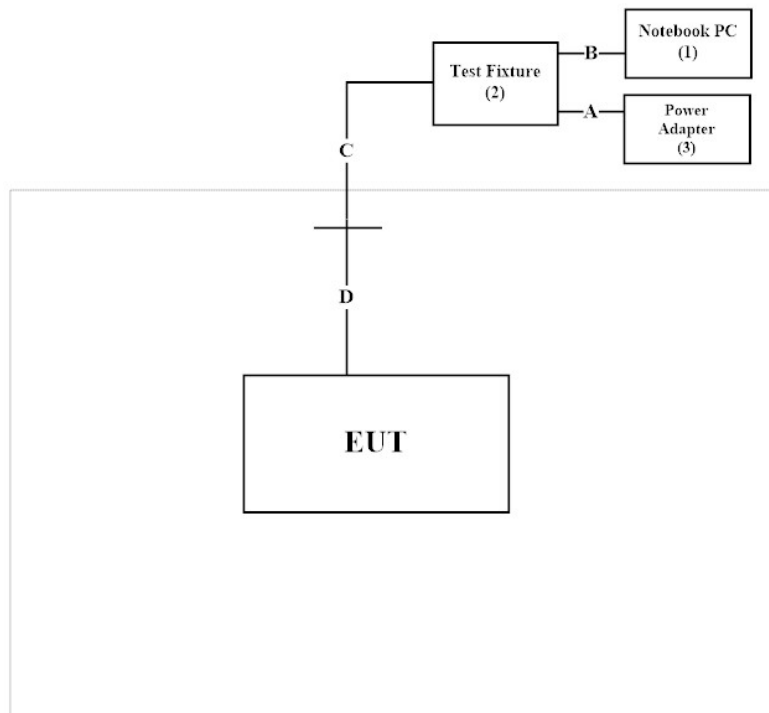 Notebook PC
(1)
B
Test Fixture
(2)
A
Power
Adapter
(3)
C
D
EUT